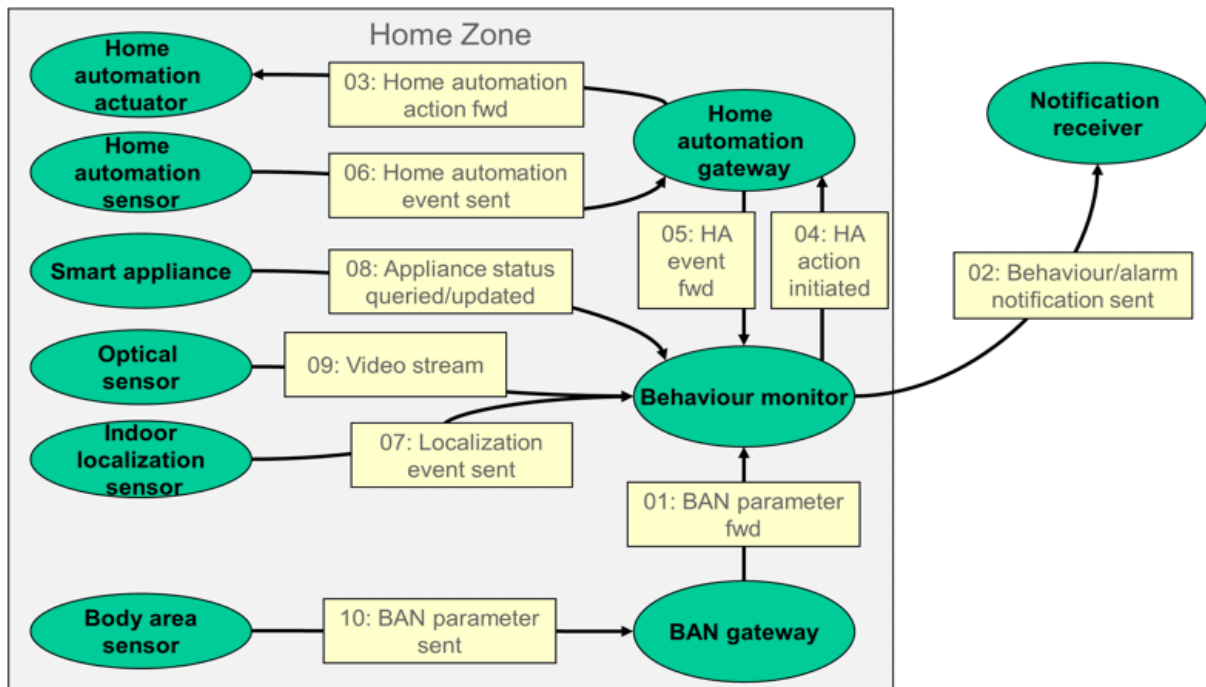 Home Zone
Home
automation
actuator
03: Home automation
action fwd
Home
automation
gateway
Notification
receiver
Home
automation
sensor
06: Home automation
event sent
05: HA
event
fwd
04: HA
action
initiated
02: Behaviour/alarm
notification sent
Smart appliance
08: Appliance status
queried/updated
Optical
sensor
09: Video stream
Behaviour monitor
Indoor
localization
sensor
07: Localization
event sent
01: BAN parameter
fwd
Body area
sensor
10: BAN parameter
sent
BAN gateway